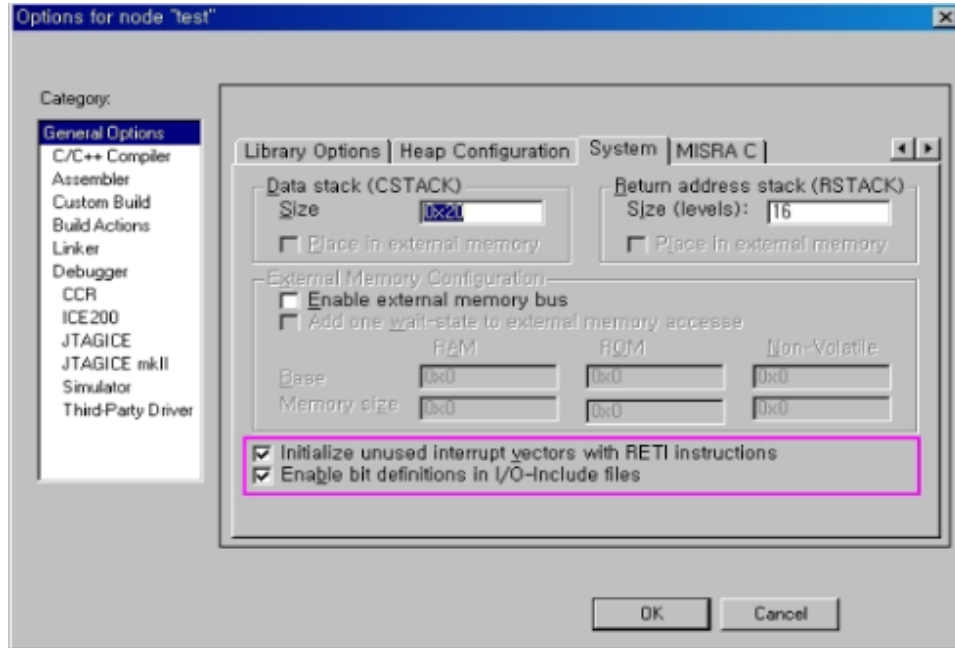 Options for node "test"
Category:
General Options
C/C++ Compiler
Assembler
Custom Build
Build Actions
Linker
Debugger
CCR
ICE200
JTAGICE
JTAGICE mkII
Simulator
Third-Party Driver
Library Options Heap Configuration System MISRA C
Data stack (CSTACK)
Size 0x20
Place in external memory
Return address stack (RSTACK)
Size (levels): 16
Place in external memory
External Memory Configuration
Enable external memory bus
Add one wait-state to external memory accesse
RAM ROM Non-Volatile
Base 0x0 0x0 0x0
Memory size 0x0 0x0 0x0
Initialize unused interrupt vectors with RETI instructions
Enable bit definitions in I/O-Include files
OK Cancel